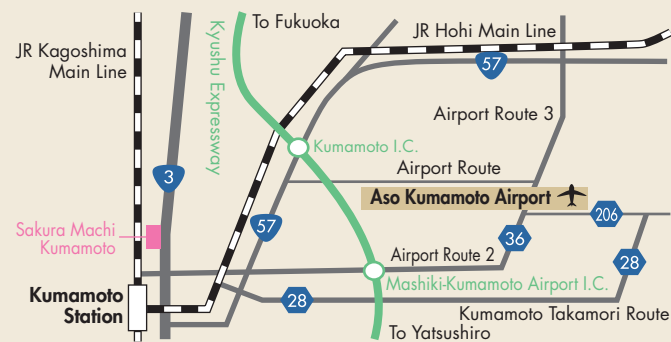 To Fukuoka
JR Hohi Main Line
JR Kagoshima
Main Line
Kyushu Expressway
57
Airport Route 3
Kumamoto I.C.
Airport Route
3
Aso Kumamoto Airport
206
57
Sakura Machi
Kumamoto
36
Airport Route 2
28
Mashiki-Kumamoto Airport I.C.
Kumamoto
Station
28
Kumamoto Takamori Route
To Yatsushiro